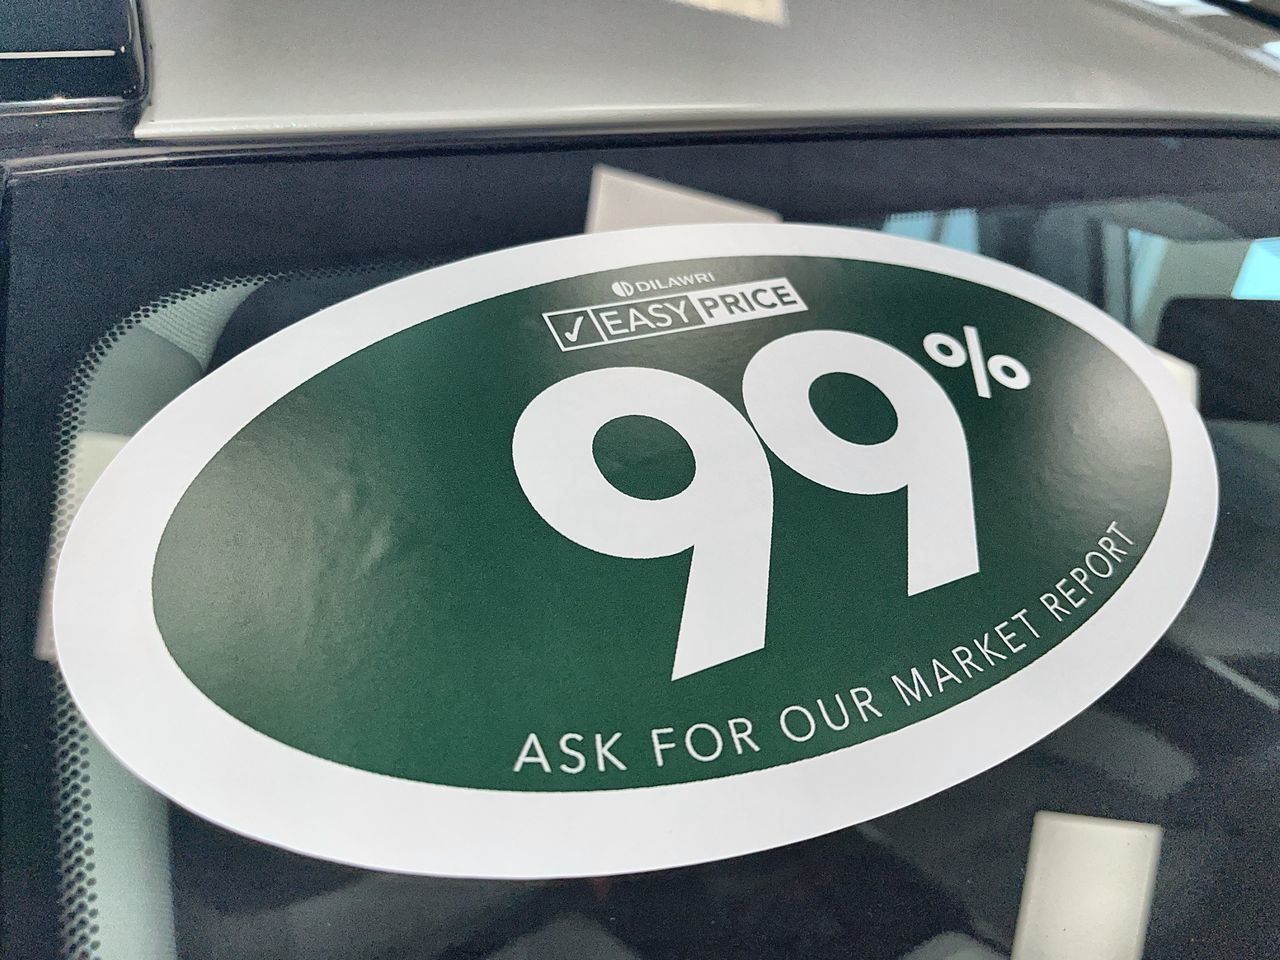 DILAWRI
✓ EASY PRICE
99%
ASK FOR OUR MARKET REPORT